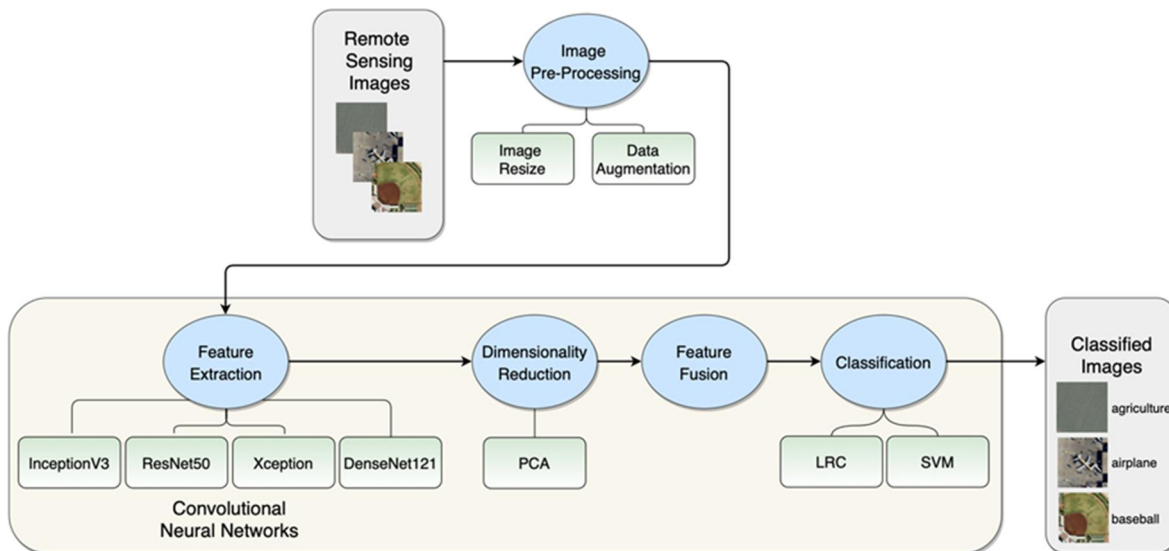 Remote
Sensing
Images
Image
Pre-Processing
Image
Resize
Data
Augmentation
Feature
Extraction
Dimensionality
Reduction
Feature
Fusion
Classification
InceptionV3
ResNet50
Xception
DenseNet121
PCA
LRC
SVM
Convolutional
Neural Networks
Classified
Images
agriculture
airplane
baseball